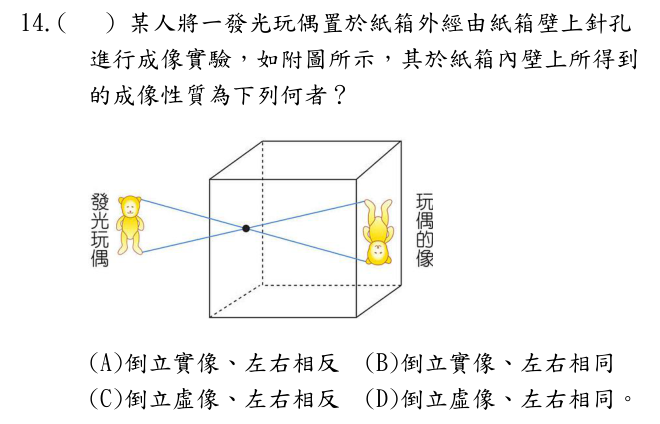 14.(　　) 某人將一發光玩偶置於紙箱外經由紙箱壁上針孔
進行成像實驗，如附圖所示，其於紙箱內壁上所得到
的成像性質為下列何者？
發光玩偶
玩偶的像
(A)倒立實像、左右相反　(B)倒立實像、左右相同
(C)倒立虛像、左右相反　(D)倒立虛像、左右相同。